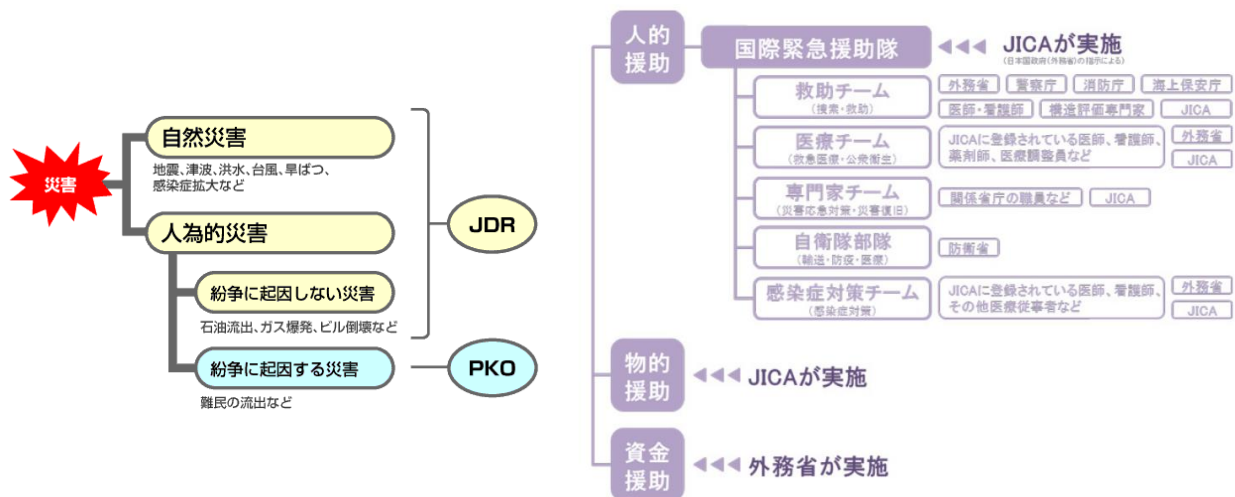 災害
自然災害
地震、津波、洪水、台風、旱ばつ、
感染症拡大など
人為的災害
紛争に起因しない災害
石油流出、ガス爆発、ビル倒壊など
紛争に起因する災害
難民の流出など
JDR
PKO
人的
援助
国際緊急援助隊
JICAが実施
(日本国政府(外務省)の指示による)
救助チーム
(捜索・救助)
外務省
警察庁
消防庁
海上保安庁
医師・看護師
構造評価専門家
JICA
医療チーム
(救急医療・公衆衛生)
JICAに登録されている医師、看護師、
薬剤師、医療調整員など
外務省
JICA
専門家チーム
(災害応急対策・災害復旧)
関係省庁の職員など
JICA
自衛隊部隊
(輸送・防疫・医療)
防衛省
感染症対策チーム
(感染症対策)
JICAに登録されている医師、看護師、
その他医療従事者など
外務省
JICA
物的
援助
JICAが実施
資金
援助
外務省が実施